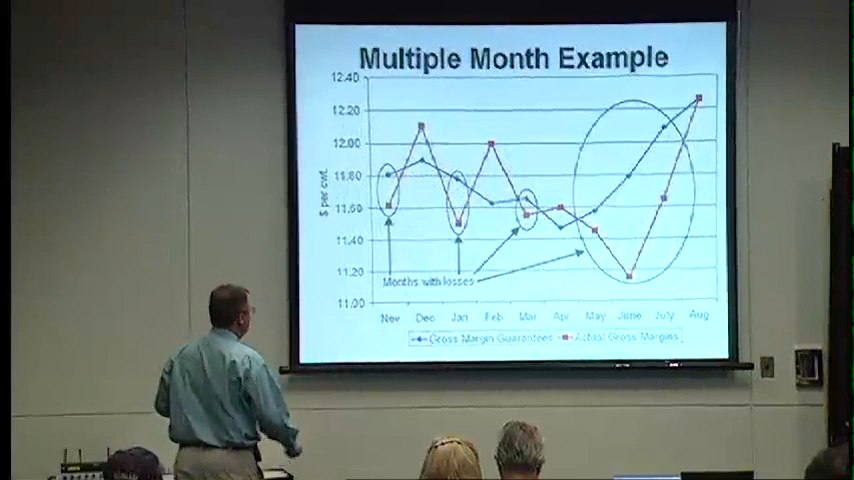 Multiple Month Example
12.40
12.20
12.00
11.80
11.60
11.40
11.20
11.00
$ per cwt.
Months with losses
Nov Dec Jan Feb Mar Apr May June July Aug
Gross Margin Guarantees Actual Gross Margins